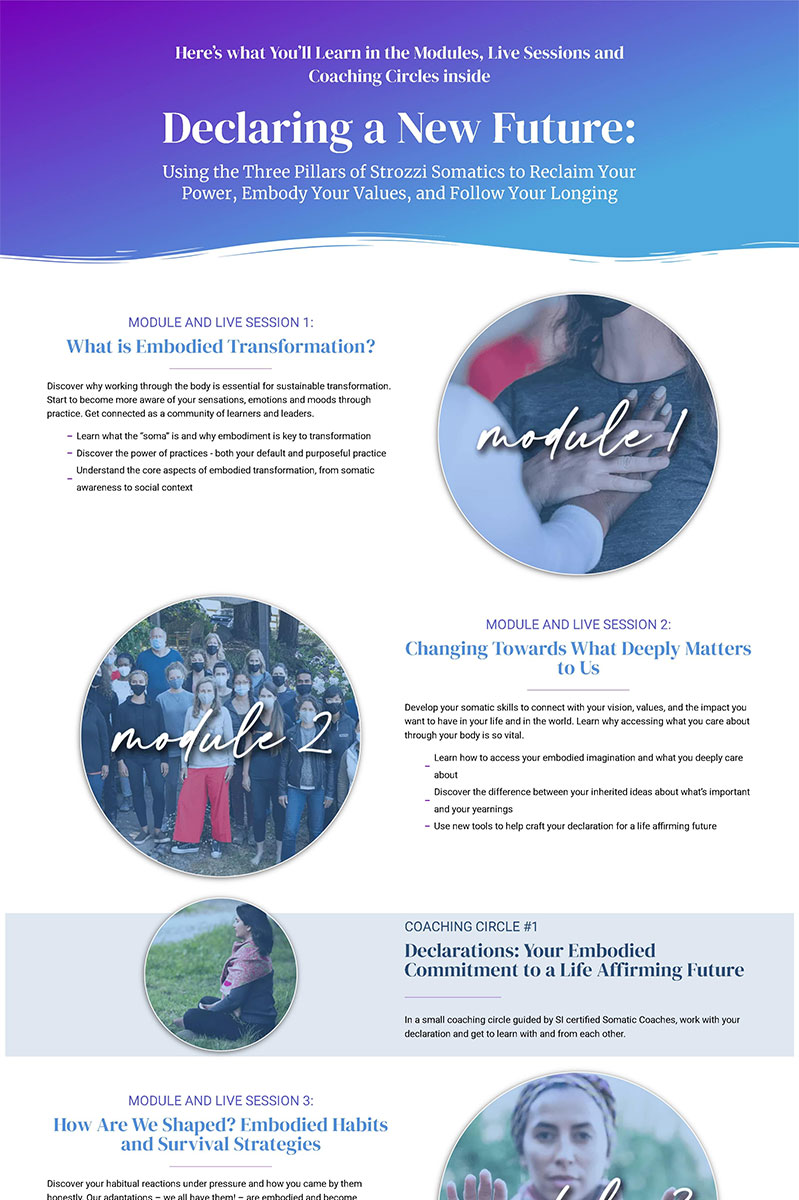 Here's what You'll Learn in the Modules, Live Sessions and
Coaching Circles inside
Declaring a New Future:
Using the Three Pillars of Strozzi Somatics to Reclaim Your
Power, Embody Your Values, and Follow Your Longing
MODULE AND LIVE SESSION 1:
What is Embodied Transformation?
Discover why working through the body is essential for sustainable transformation.
Start to become more aware of your sensations, emotions and moods through
practice. Get connected as a community of learners and leaders.
– Learn what the “soma” is and why embodiment is key to transformation
– Discover the power of practices - both your default and purposeful practice
– Understand the core aspects of embodied transformation, from somatic
awareness to social context
module 1
module 2
MODULE AND LIVE SESSION 2:
Changing Towards What Deeply Matters
to Us
Develop your somatic skills to connect with your vision, values, and the impact you
want to have in your life and in the world. Learn why accessing what you care about
through your body is so vital.
– Learn how to access your embodied imagination and what you deeply care
about
– Discover the difference between your inherited ideas about what's important
and your yearnings
– Use new tools to help craft your declaration for a life affirming future
COACHING CIRCLE #1
Declarations: Your Embodied
Commitment to a Life Affirming Future
In a small coaching circle guided by SI certified Somatic Coaches, work with your
declaration and get to learn with and from each other.
MODULE AND LIVE SESSION 3:
How Are We Shaped? Embodied Habits
and Survival Strategies
Discover your habitual reactions under pressure and how you came by them
honestly. Our adaptations – we all have them! – are embodied and become